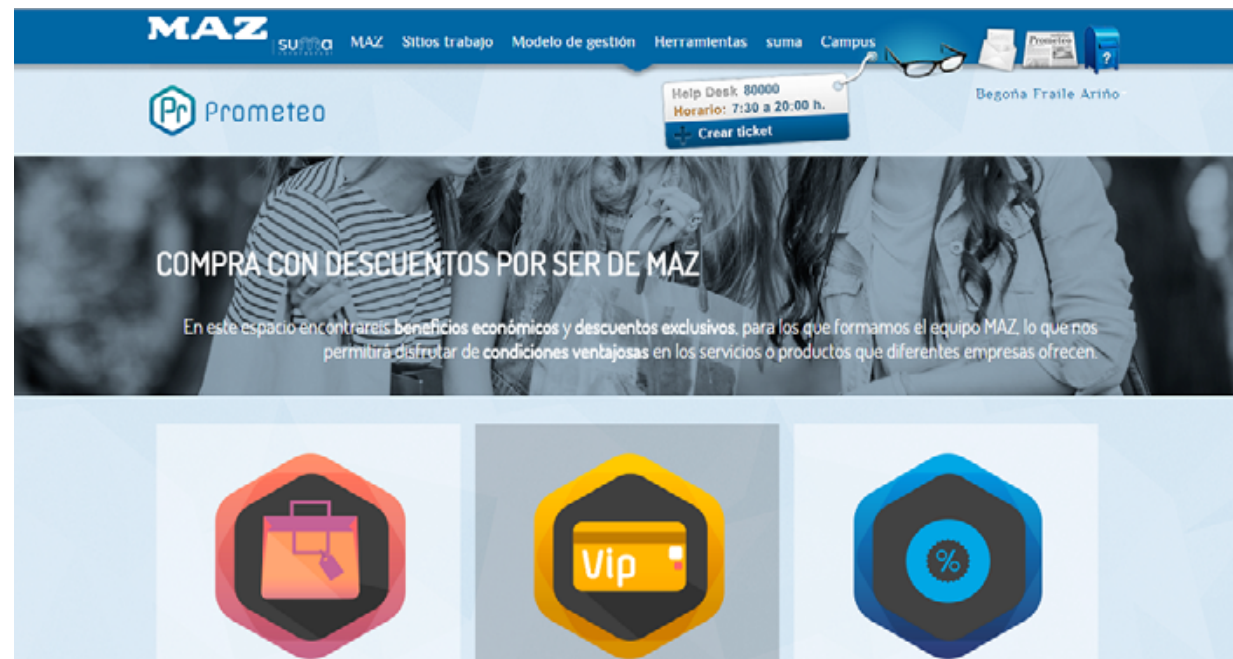 MAZ
suma
MAZ Sitios trabajo Modelo de gestión Herramientas suma Campus
Prometeo
?
Help Desk 80000
Horario: 7:30 a 20:00 h.
Crear ticket
Begoña Fraile Ariño
Pr Prometeo
COMPRA CON DESCUENTOS POR SER DE MAZ
En este espacio encontrareis beneficios económicos y descuentos exclusivos, para los que formamos el equipo MAZ, lo que nos
permitirá disfrutar de condiciones ventajosas en los servicios o productos que diferentes empresas ofrecen.
Vip
%